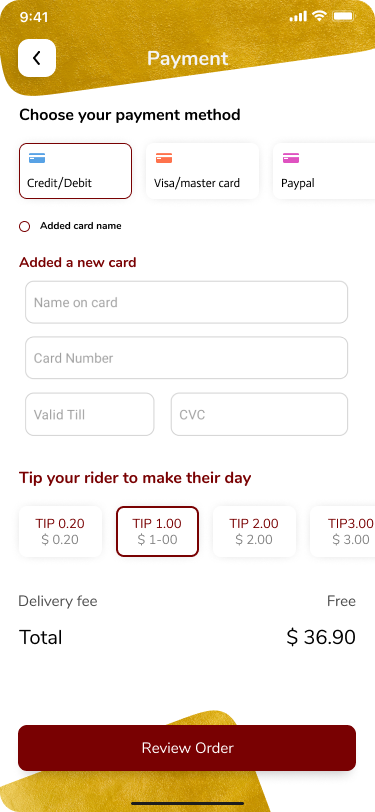 9:41
Payment
Choose your payment method
Credit/Debit
Visa/master card
Paypal
Added card name
Added a new card
Name on card
Card Number
Valid Till
CVC
Tip your rider to make their day
TIP 0.20
$ 0.20
TIP 1.00
$ 1-00
TIP 2.00
$ 2.00
TIP3.00
$ 3.00
Delivery fee
Free
Total
$ 36.90
Review Order